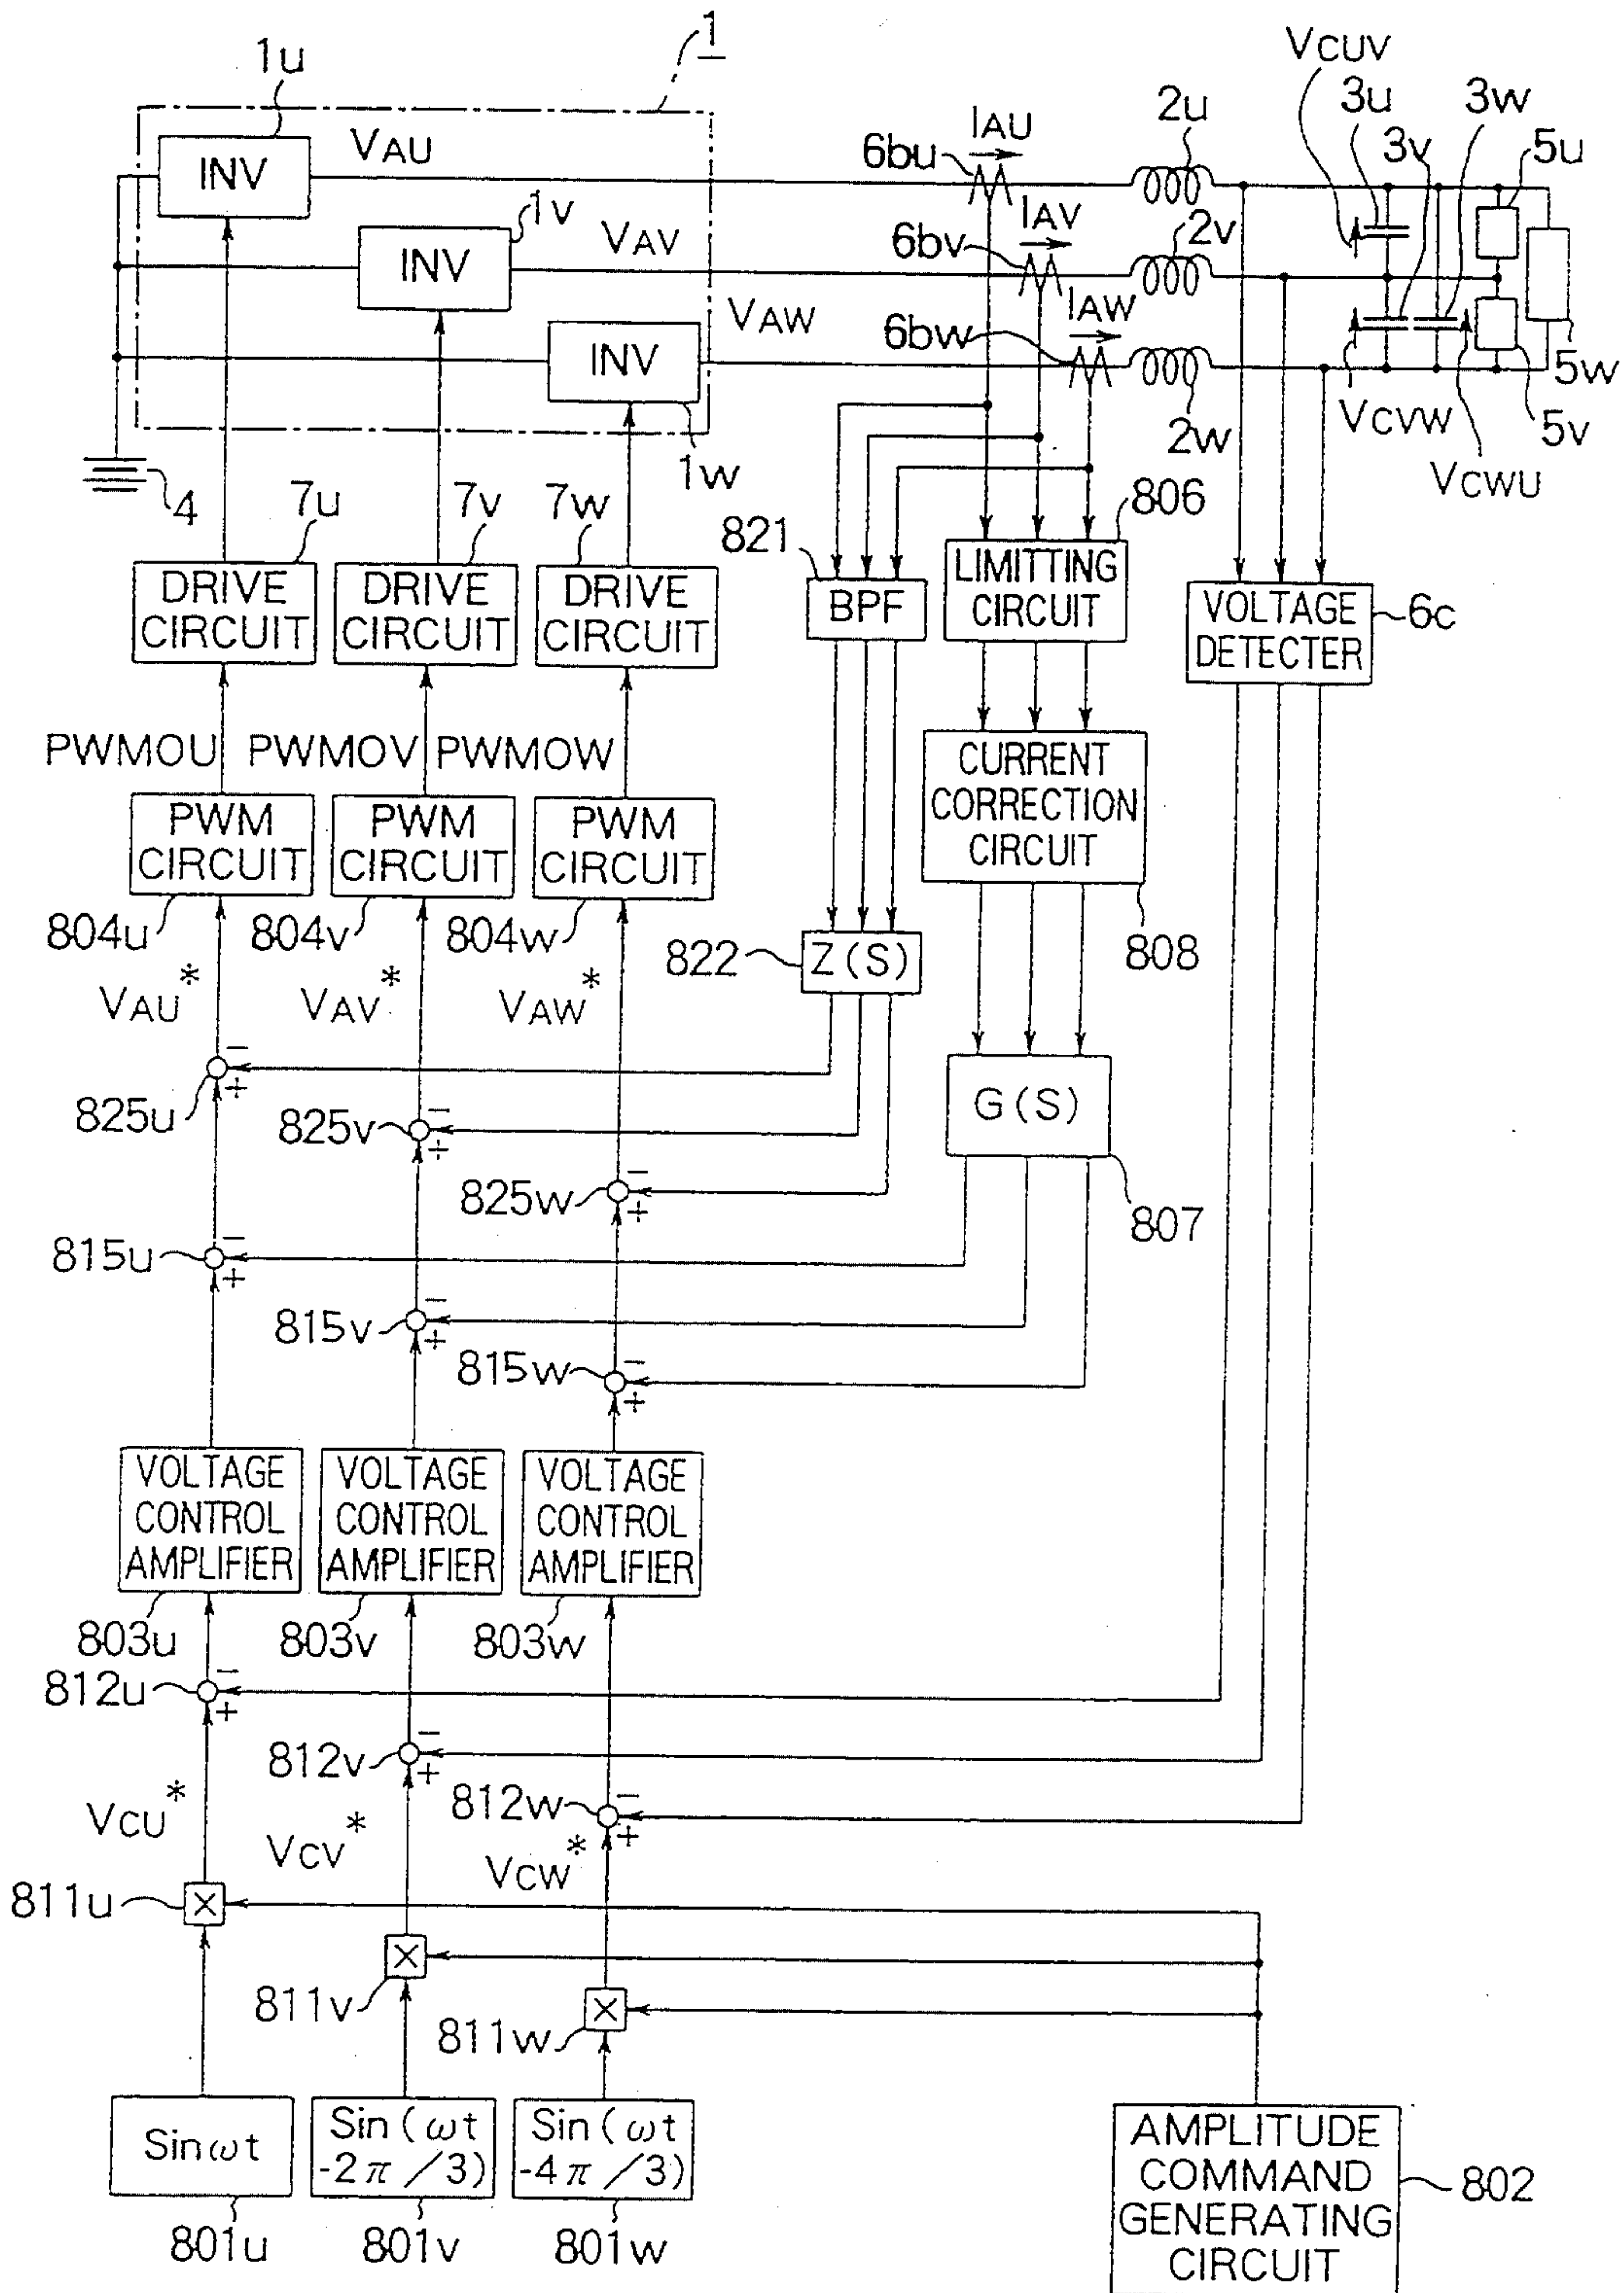 1
1u
VCUV
3u
3w
2u
IAU
3v
5u
VAU
6bu
INV
1v
IAV
2v
VAV
6bv
INV
VAW
IAW
6bw
INV
5w
VCVW
5v
2w
1w
VCWU
4
7u
7v
7w
806
821
DRIVE
CIRCUIT
DRIVE
CIRCUIT
DRIVE
CIRCUIT
BPF
LIMITTING
CIRCUIT
VOLTAGE
DETECTER
6c
PWMOU
PWMOV
PWMOW
CURRENT
CORRECTION
CIRCUIT
PWM
CIRCUIT
PWM
CIRCUIT
PWM
CIRCUIT
804u
804v
804w
822
Z(S)
808
VAU*
VAV*
VAW*
−
+
825u
G(S)
−
+
825v
−
+
825w
807
−
+
815u
−
+
815v
−
+
815w
VOLTAGE
CONTROL
AMPLIFIER
VOLTAGE
CONTROL
AMPLIFIER
VOLTAGE
CONTROL
AMPLIFIER
803u
803v
803w
−
+
812u
−
+
812v
−
+
812w
VCU*
VCV*
VCW*
811u
×
×
811v
×
811w
Sinωt
Sin(ωt
-2π/3)
Sin(ωt
-4π/3)
AMPLITUDE
COMMAND
GENERATING
CIRCUIT
802
801u
801v
801w